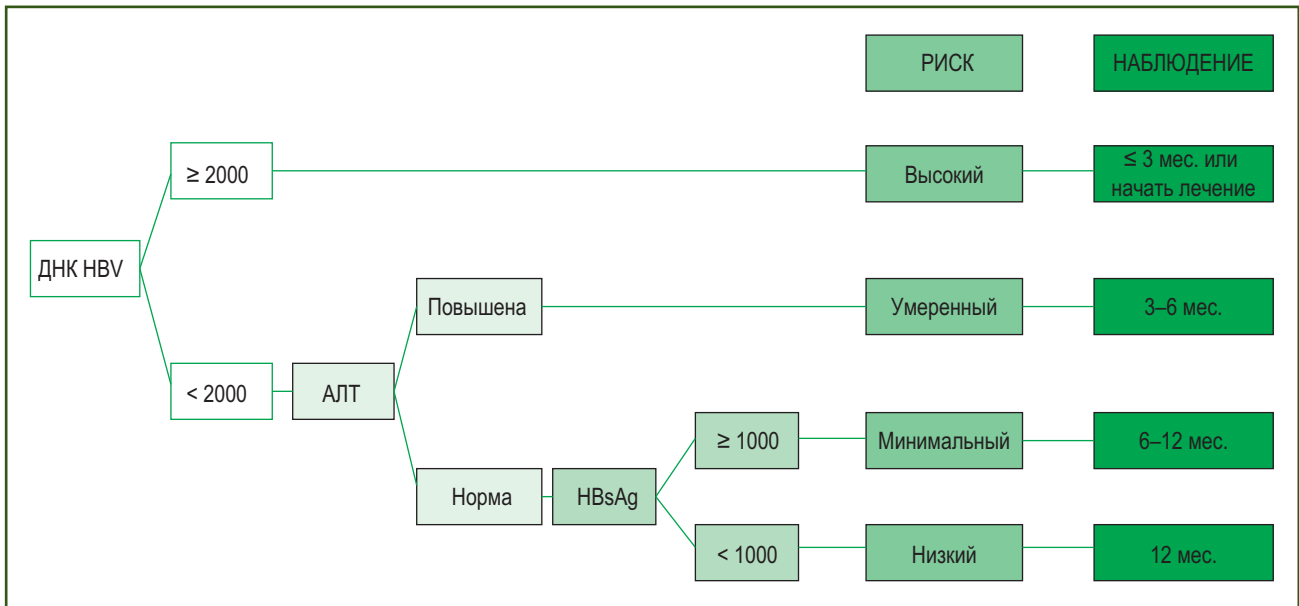 РИСК
НАБЛЮДЕНИЕ
≥ 2000
Высокий
≤ 3 мес. или
начать лечение
ДНК HBV
Повышена
Умеренный
3–6 мес.
< 2000
АЛТ
≥ 1000
Минимальный
6–12 мес.
Норма
HBsAg
< 1000
Низкий
12 мес.